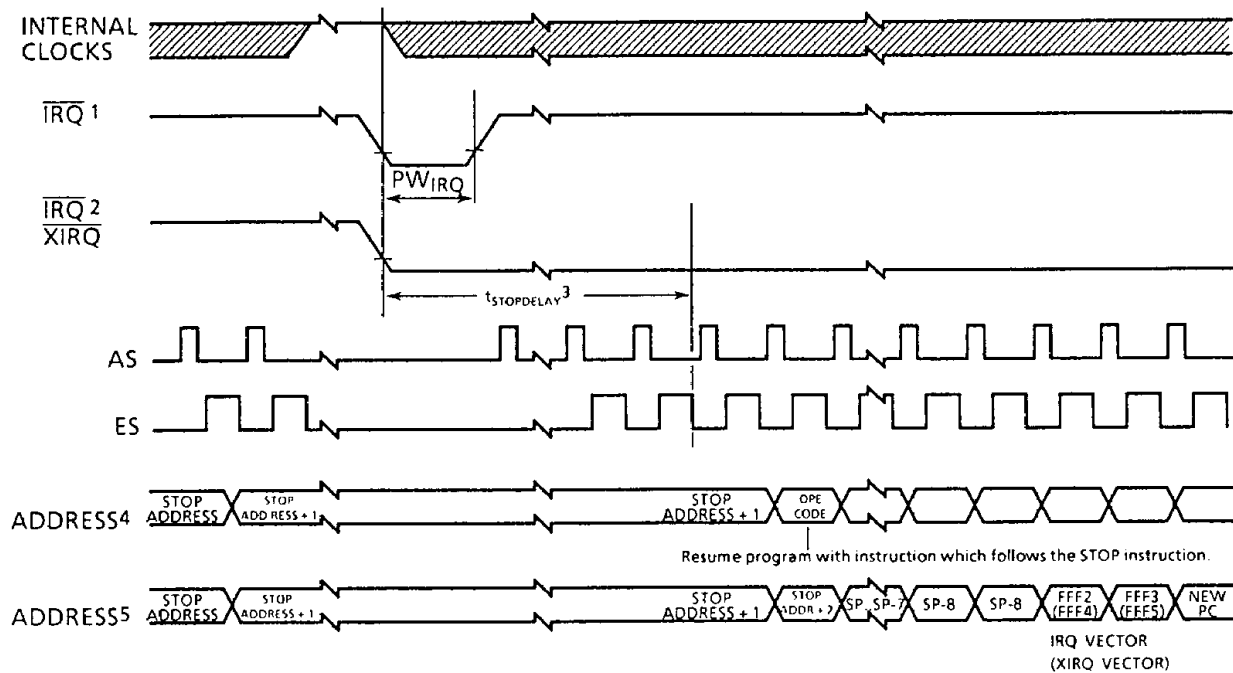 INTERNAL
CLOCKS
IRQ 1
PWIRQ
IRQ 2
XIRQ
tSTOPDELAY3
AS
ES
ADDRESS4
STOP
ADDRESS
STOP
ADDRESS + 1
STOP
ADDRESS + 1
OPE
CODE
Resume program with instruction which follows the STOP instruction.
ADDRESS5
STOP
ADDRESS
STOP
ADDRESS + 1
STOP
ADDRESS + 1
STOP
ADDR + 2
SP...SP-7
SP-8
SP-8
FFF2
(FFF4)
FFF3
(FFF5)
NEW
PC
IRQ VECTOR
(XIRQ VECTOR)